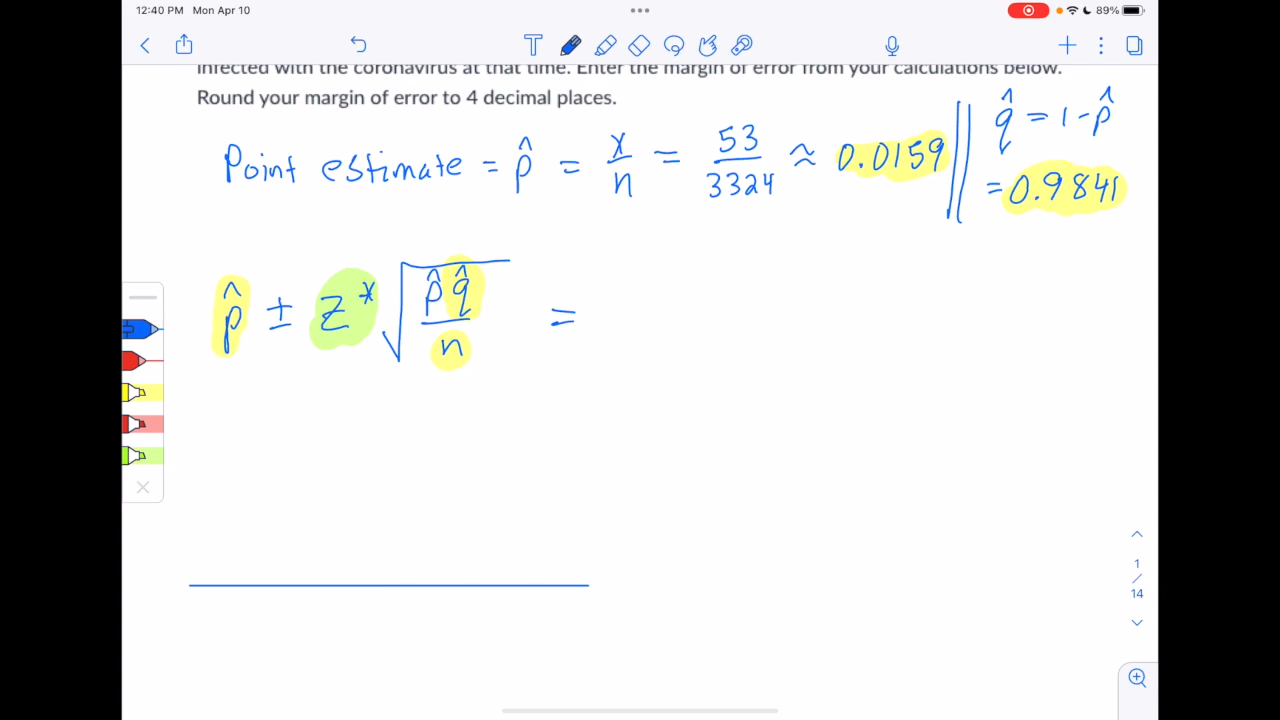 12:40 PM Mon Apr 10
89%
T
infected with the coronavirus at that time. Enter the margin of error from your calculations below.
Round your margin of error to 4 decimal places.
Point estimate = p̂ = x/n = 53/3324 ≈ 0.0159
q̂ = 1 - p̂
= 0.9841
p̂ ± z* √(p̂ q̂/n) =
1
/
14